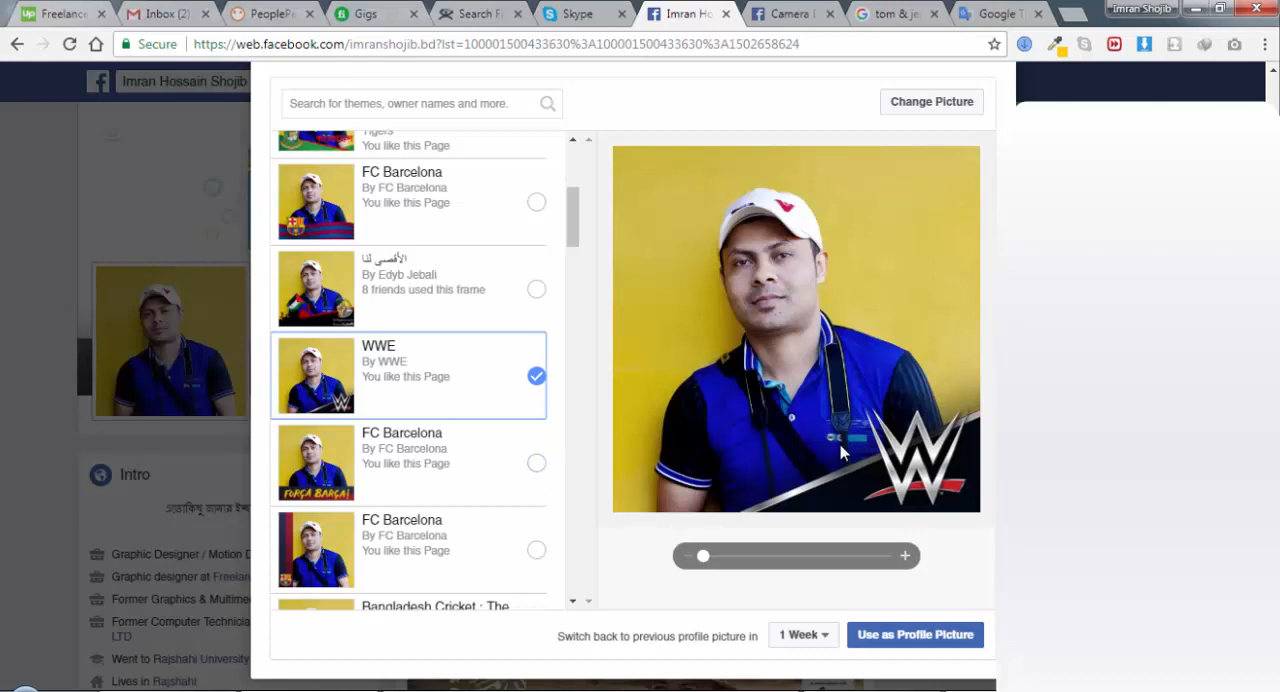 Freelance
Inbox (2)
PeoplePe
Gigs
Search F
Skype
Imran Ho
Camera
tom & je
Google T
Imran Shojib
Secure
https://web.facebook.com/imranshojib.bd?lst=100001500433630%3A100001500433630%3A1502658624
Imran Hossain Shojib
Search for themes, owner names and more.
Change Picture
Tigers
You like this Page
FC Barcelona
By FC Barcelona
You like this Page
الأقصى لنا
By Edyb Jebali
8 friends used this frame
WWE
By WWE
You like this Page
FC Barcelona
By FC Barcelona
You like this Page
FORÇA BARÇA!
FC Barcelona
By FC Barcelona
You like this Page
Bangladesh Cricket : The
Intro
Graphic Designer / Motion D
Graphic designer at Freelan
Former Graphics & Multime
Former Computer Technicia
LTD
Went to Rajshahi University
Lives in Rajshahi
Switch back to previous profile picture in
1 Week
Use as Profile Picture